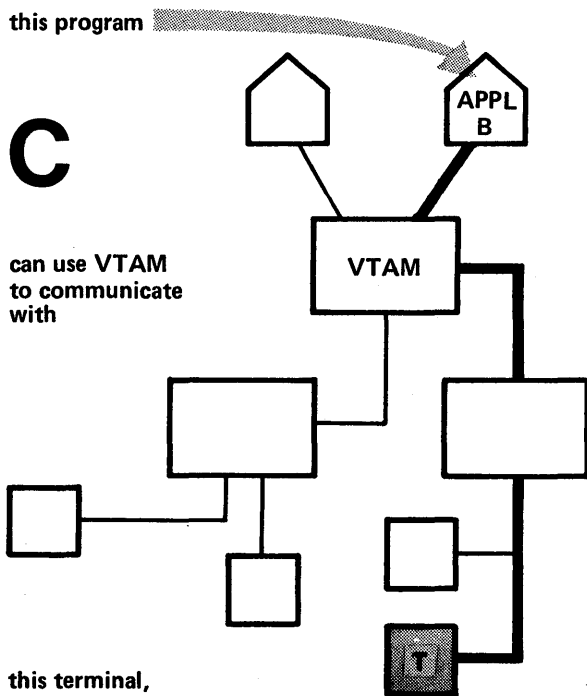 this program
APPL
B
C
can use VTAM
to communicate
with
VTAM
T
this terminal,